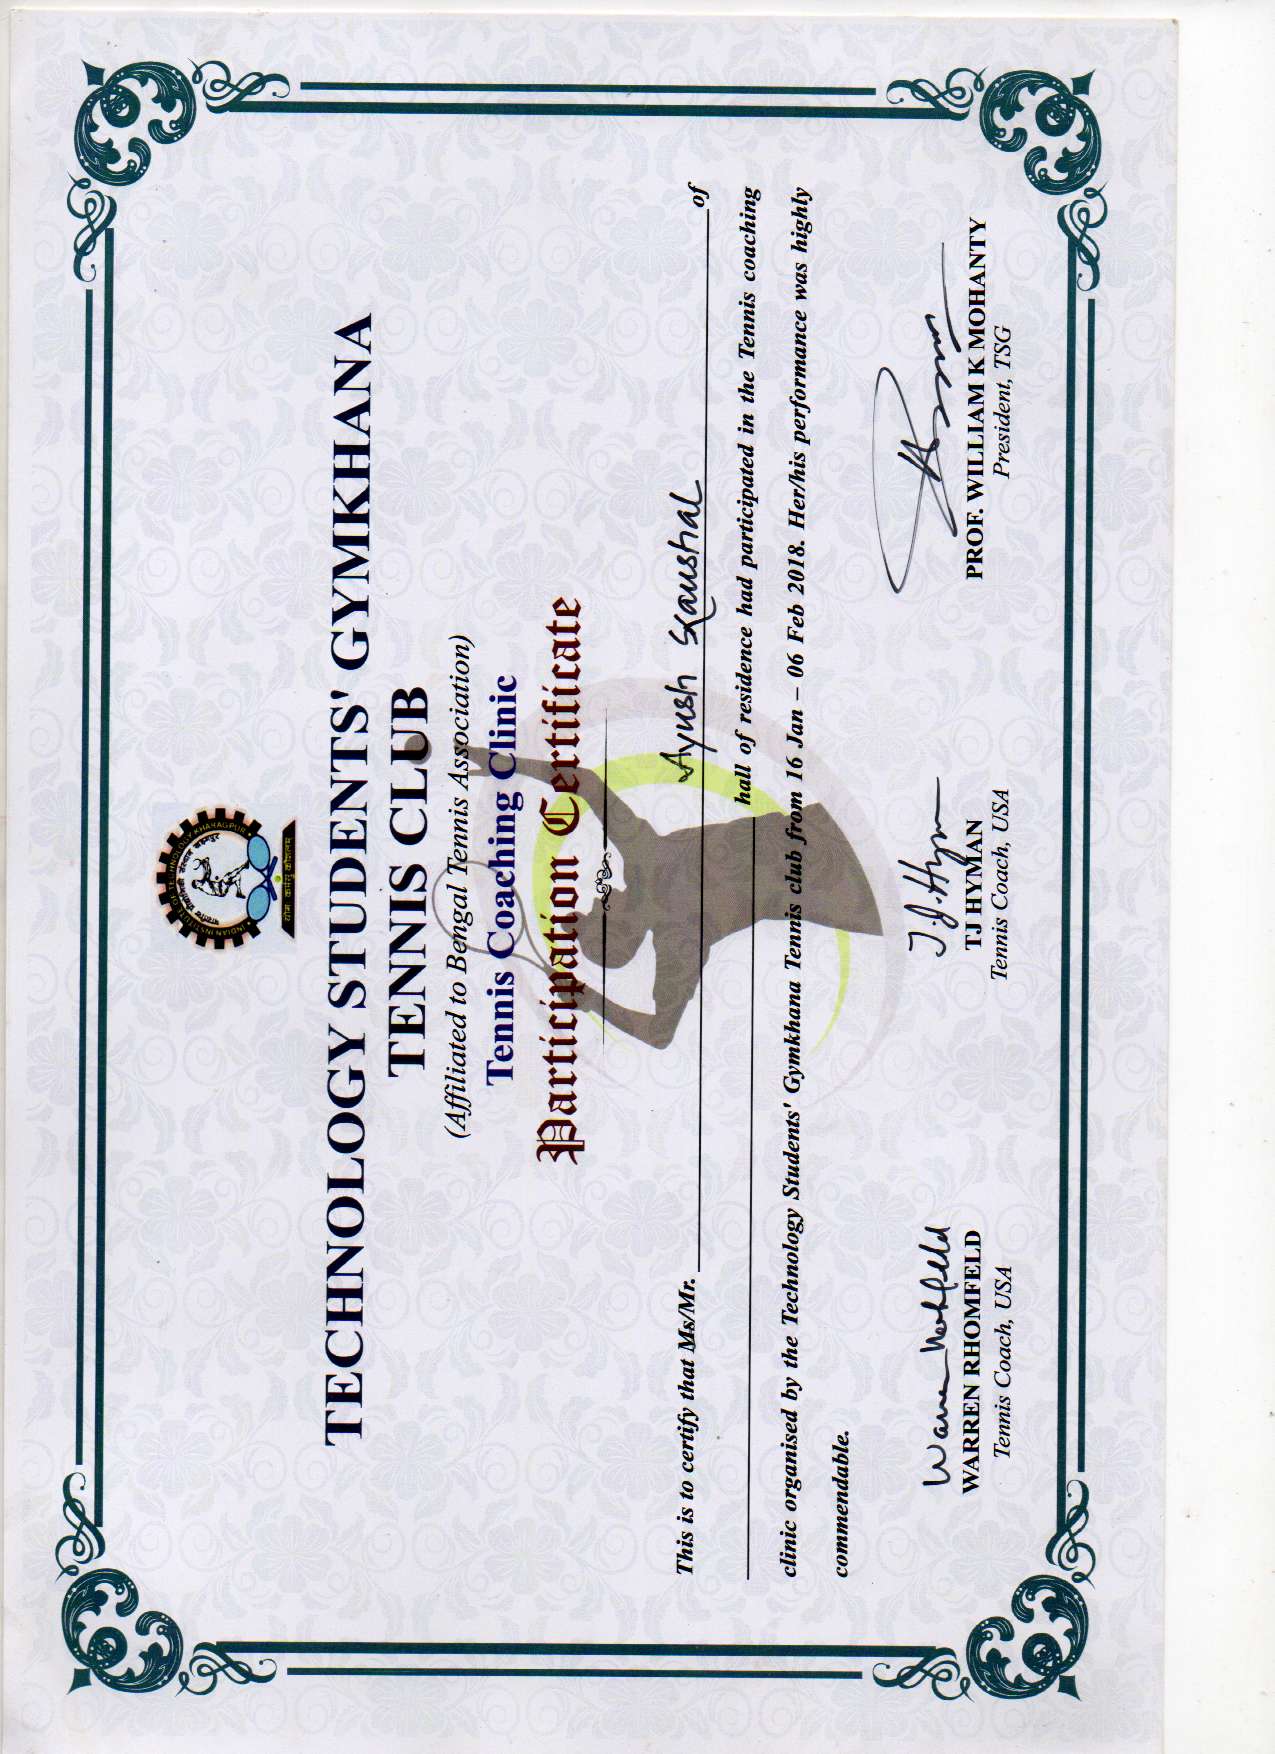 INDIAN INSTITUTE OF TECHNOLOGY KHARAGPUR
योगः कर्मसु कौशलम्
TECHNOLOGY STUDENTS' GYMKHANA
TENNIS CLUB
(Affiliated to Bengal Tennis Association)
Tennis Coaching Clinic
Participation Certificate
This is to certify that Ms/Mr. Ayush Kaushal of
hall of residence had participated in the Tennis coaching
clinic organised by the Technology Students' Gymkhana Tennis club from 16 Jan – 06 Feb 2018. Her/his performance was highly
commendable.
T.J. Hyman
WARREN RHOMFELD
Tennis Coach, USA
TJ HYMAN
Tennis Coach, USA
PROF. WILLIAM K MOHANTY
President, TSG